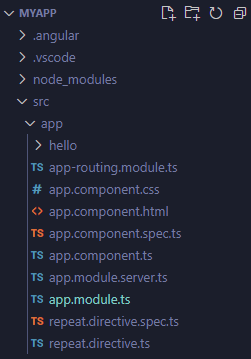 MYAPP
.angular
.vscode
node_modules
src
app
hello
TS app-routing.module.ts
# app.component.css
<> app.component.html
TS app.component.spec.ts
TS app.component.ts
TS app.module.server.ts
TS app.module.ts
TS repeat.directive.spec.ts
TS repeat.directive.ts